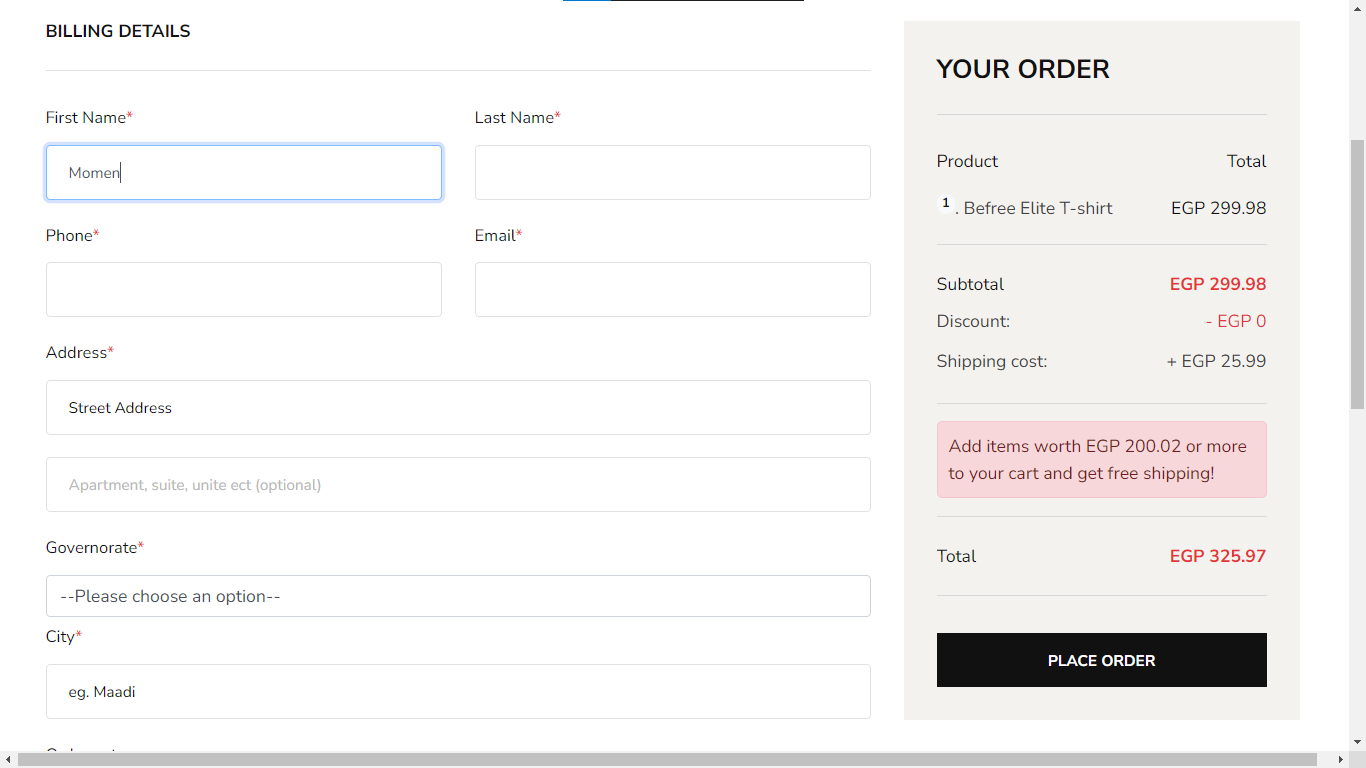 BILLING DETAILS
First Name*
Last Name*
Momen
Phone*
Email*
Address*
Street Address
Apartment, suite, unite ect (optional)
Governorate*
--Please choose an option--
City*
eg. Maadi
YOUR ORDER
Product Total
1. Befree Elite T-shirt EGP 299.98
Subtotal EGP 299.98
Discount: - EGP 0
Shipping cost: + EGP 25.99
Add items worth EGP 200.02 or more
to your cart and get free shipping!
Total EGP 325.97
PLACE ORDER